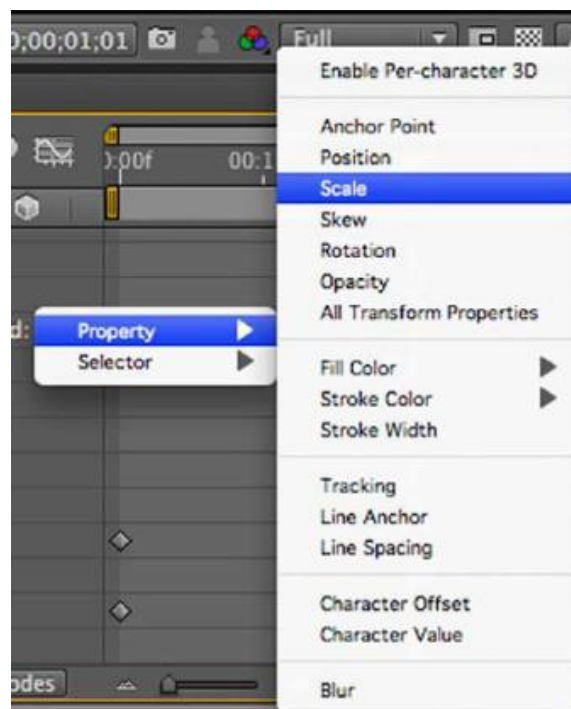 0;00;01;01
Full
0:00f
00:1
d:
Property
Selector
odes
Enable Per-character 3D
Anchor Point
Position
Scale
Skew
Rotation
Opacity
All Transform Properties
Fill Color
Stroke Color
Stroke Width
Tracking
Line Anchor
Line Spacing
Character Offset
Character Value
Blur